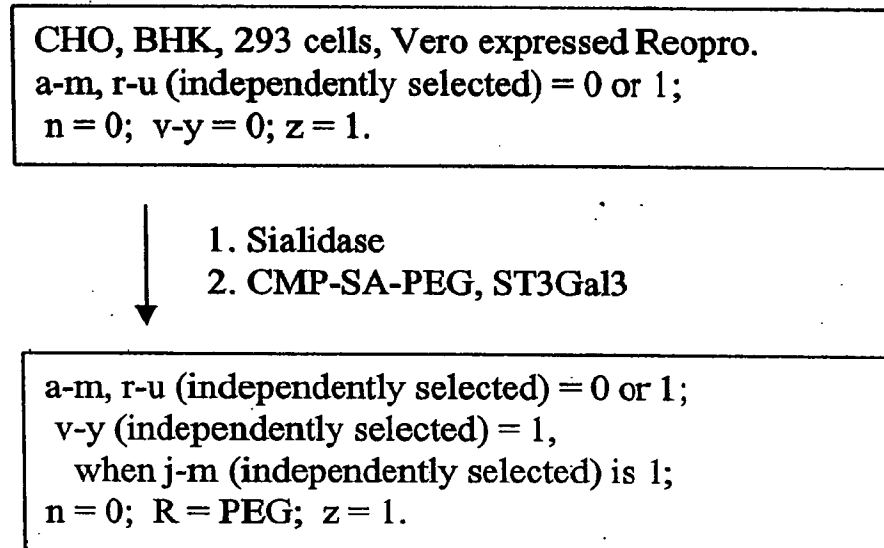 CHO, BHK, 293 cells, Vero expressed Reopro.
a-m, r-u (independently selected) = 0 or 1;
n = 0; v-y = 0; z = 1.
1. Sialidase
2. CMP-SA-PEG, ST3Gal3
a-m, r-u (independently selected) = 0 or 1;
v-y (independently selected) = 1,
when j-m (independently selected) is 1;
n = 0; R = PEG; z = 1.